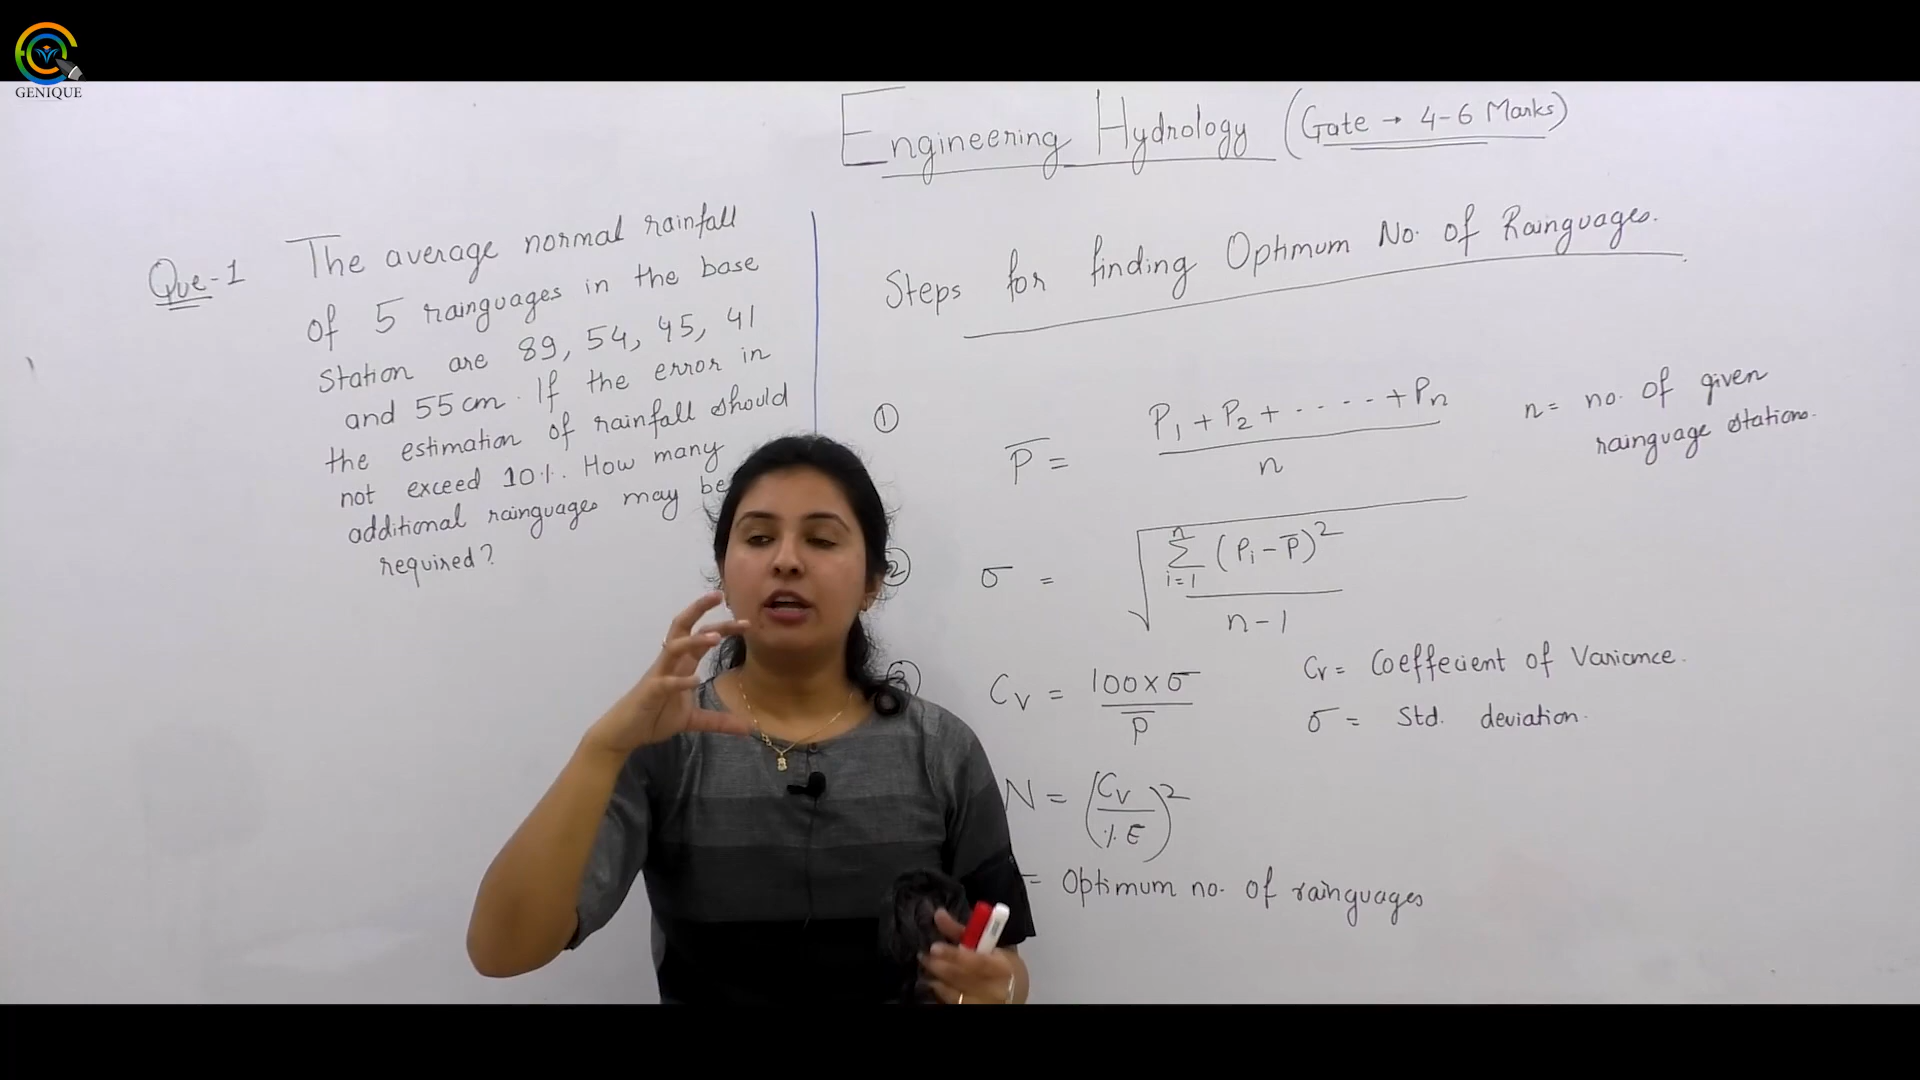 GENIQUE
Engineering Hydrology (Gate → 4-6 Marks)
Que-1 The average normal rainfall
of 5 rainguages in the base
station are 89, 54, 45, 41
and 55 cm. If the error in
the estimation of rainfall should
not exceed 10%. How many
additional rainguages may be
required?
Steps for finding Optimum No. of Rainguages.
① P̅ = (P₁ + P₂ + ---- + Pₙ) / n
n = no. of given
rainguage stations.
② σ = √(Σ (Pᵢ - P̅)² / (n-1))
n
i=1
③ Cv = 100 × σ / P̅
Cv = Coeffecient of Variance.
σ = Std. deviation.
N = (Cv / % E)²
= Optimum no. of rainguages